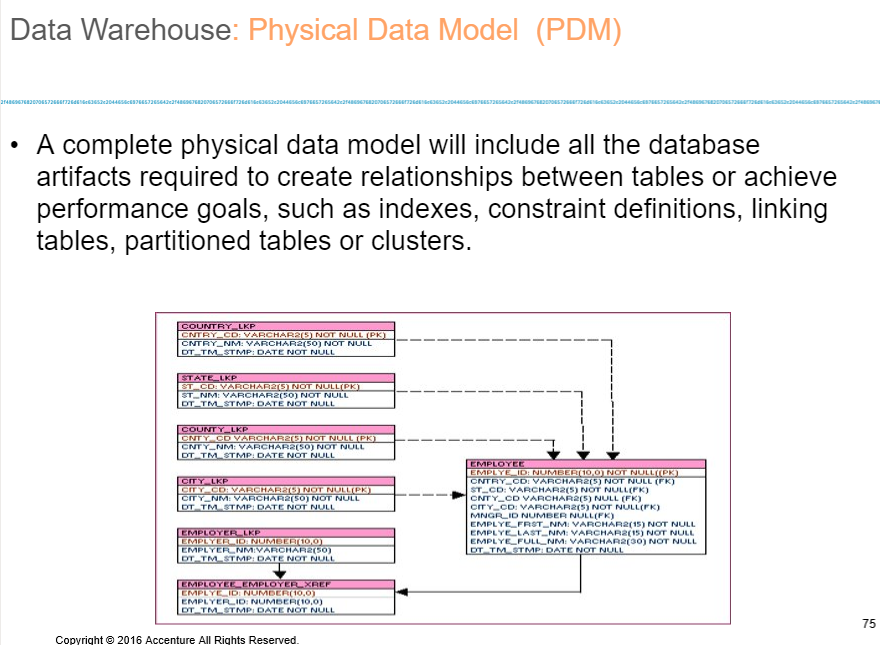 Data Warehouse: Physical Data Model (PDM)
• A complete physical data model will include all the database
artifacts required to create relationships between tables or achieve
performance goals, such as indexes, constraint definitions, linking
tables, partitioned tables or clusters.
COUNTRY_LKP
CNTRY_CD: VARCHAR2(5) NOT NULL (PK)
CNTRY_NM: VARCHAR2(50) NOT NULL
DT_TM_STMP: DATE NOT NULL
STATE_LKP
ST_CD: VARCHAR2(5) NOT NULL(PK)
ST_NM: VARCHAR2(50) NOT NULL
DT_TM_STMP: DATE NOT NULL
COUNTY_LKP
CNTY_CD VARCHAR2(5) NOT NULL (PK)
CNTY_NM: VARCHAR2(50) NOT NULL
DT_TM_STMP: DATE NOT NULL
CITY_LKP
CITY_CD: VARCHAR2(5) NOT NULL(PK)
CITY_NM: VARCHAR2(50) NOT NULL
DT_TM_STMP: DATE NOT NULL
EMPLOYER_LKP
EMPLYER_ID: NUMBER(10,0)
EMPLYER_NM:VARCHAR2(50)
DT_TM_STMP: DATE NOT NULL
EMPLOYEE_EMPLOYER_XREF
EMPLYE_ID: NUMBER(10,0)
EMPLYER_ID: NUMBER(10,0)
DT_TM_STMP: DATE NOT NULL
EMPLOYEE
EMPLYE_ID: NUMBER(10,0) NOT NULL((PK)
CNTRY_CD: VARCHAR2(5) NOT NULL (FK)
ST_CD: VARCHAR2(5) NOT NULL(FK)
CNTY_CD VARCHAR2(5) NULL (FK)
CITY_CD: VARCHAR2(5) NOT NULL(FK)
MNGR_ID NUMBER NULL(FK)
EMPLYE_FRST_NM: VARCHAR2(15) NOT NULL
EMPLYE_LAST_NM: VARCHAR2(15) NOT NULL
EMPLYE_FULL_NM: VARCHAR2(30) NOT NULL
DT_TM_STMP: DATE NOT NULL
75
Copyright © 2016 Accenture All Rights Reserved.